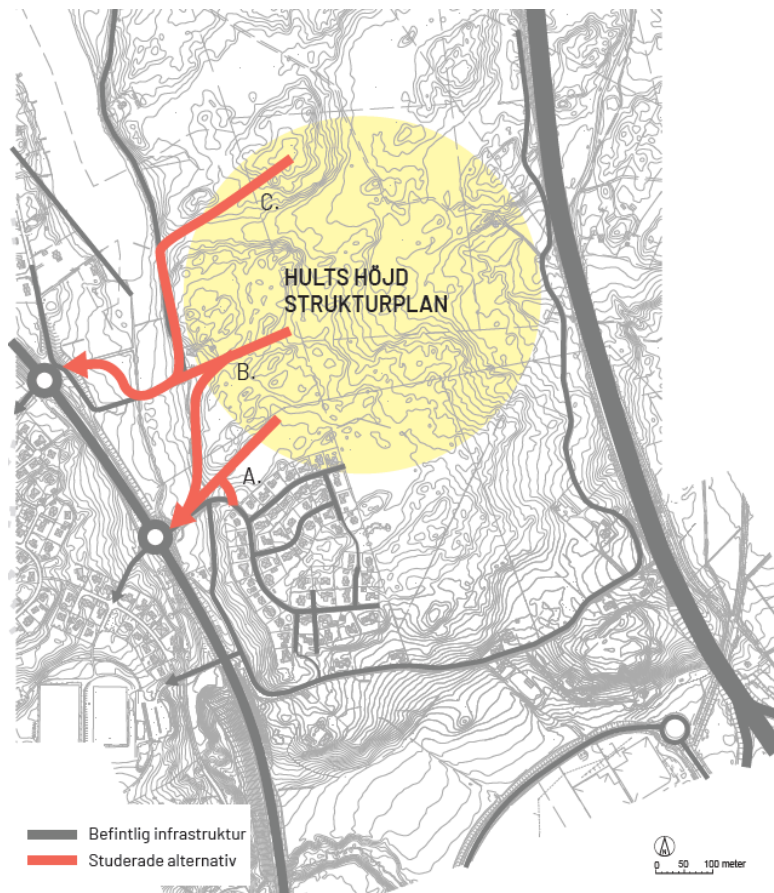 C.
HULTS HÖJD
STRUKTURPLAN
B.
A.
Befintlig infrastruktur
Studerade alternativ
N
0 50 100 meter